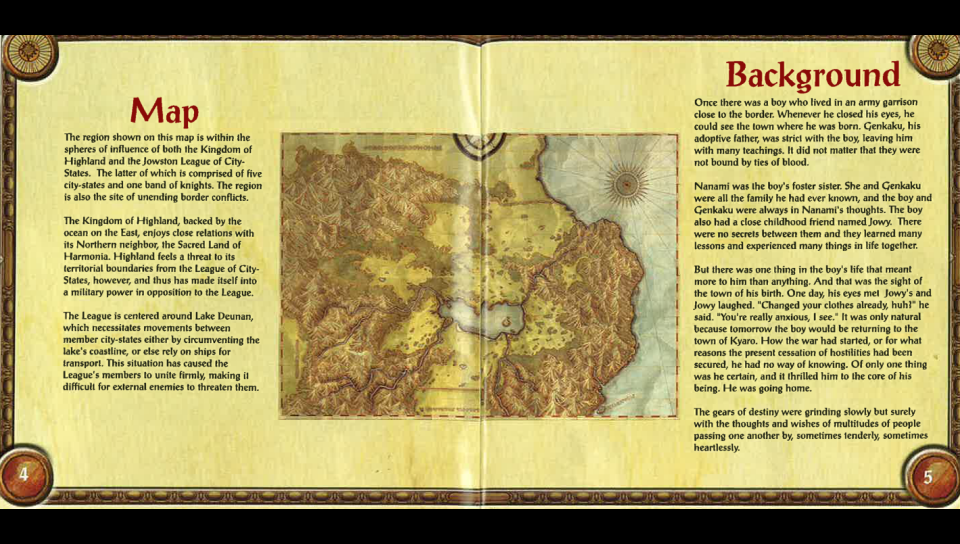 Map
The region shown on this map is within the
spheres of influence of both the Kingdom of
Highland and the Jowston League of City-
States. The latter of which is comprised of five
city-states and one band of knights. The region
is also the site of unending border conflicts.
The Kingdom of Highland, backed by the
ocean on the East, enjoys close relations with
its Northern neighbor, the Sacred Land of
Harmonia. Highland feels a threat to its
territorial boundaries from the League of City-
States, however, and thus has made itself into
a military power in opposition to the League.
The League is centered around Lake Deunan,
which necessitates movements between
member city-states either by circumventing the
lake's coastline, or else rely on ships for
transport. This situation has caused the
League's members to unite firmly, making it
difficult for external enemies to threaten them.
4
Background
Once there was a boy who lived in an army garrison
close to the border. Whenever he closed his eyes, he
could see the town where he was born. Genkaku, his
adoptive father, was strict with the boy, leaving him
with many teachings. It did not matter that they were
not bound by ties of blood.
Nanami was the boy's foster sister. She and Genkaku
were all the family he had ever known, and the boy and
Genkaku were always in Nanami's thoughts. The boy
also had a close childhood friend named Jowy. There
were no secrets between them and they learned many
lessons and experienced many things in life together.
But there was one thing in the boy's life that meant
more to him than anything. And that was the sight of
the town of his birth. One day, his eyes met Jowy's and
Jowy laughed. "Changed your clothes already, huh?" he
said. "You're really anxious, I see." It was only natural
because tomorrow the boy would be returning to the
town of Kyaro. How the war had started, or for what
reasons the present cessation of hostilities had been
secured, he had no way of knowing. Of only one thing
was he certain, and it thrilled him to the core of his
being. He was going home.
The gears of destiny were grinding slowly but surely
with the thoughts and wishes of multitudes of people
passing one another by, sometimes tenderly, sometimes
heartlessly.
5